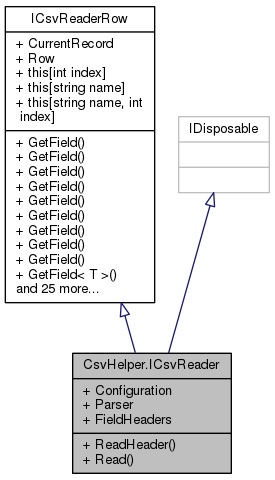 ICsvReaderRow
+ CurrentRecord
+ Row
+ this[int index]
+ this[string name]
+ this[string name, int
index]
+ GetField()
+ GetField()
+ GetField()
+ GetField()
+ GetField()
+ GetField()
+ GetField()
+ GetField()
+ GetField()
+ GetField< T >()
and 25 more...
IDisposable
CsvHelper.ICsvReader
+ Configuration
+ Parser
+ FieldHeaders
+ ReadHeader()
+ Read()